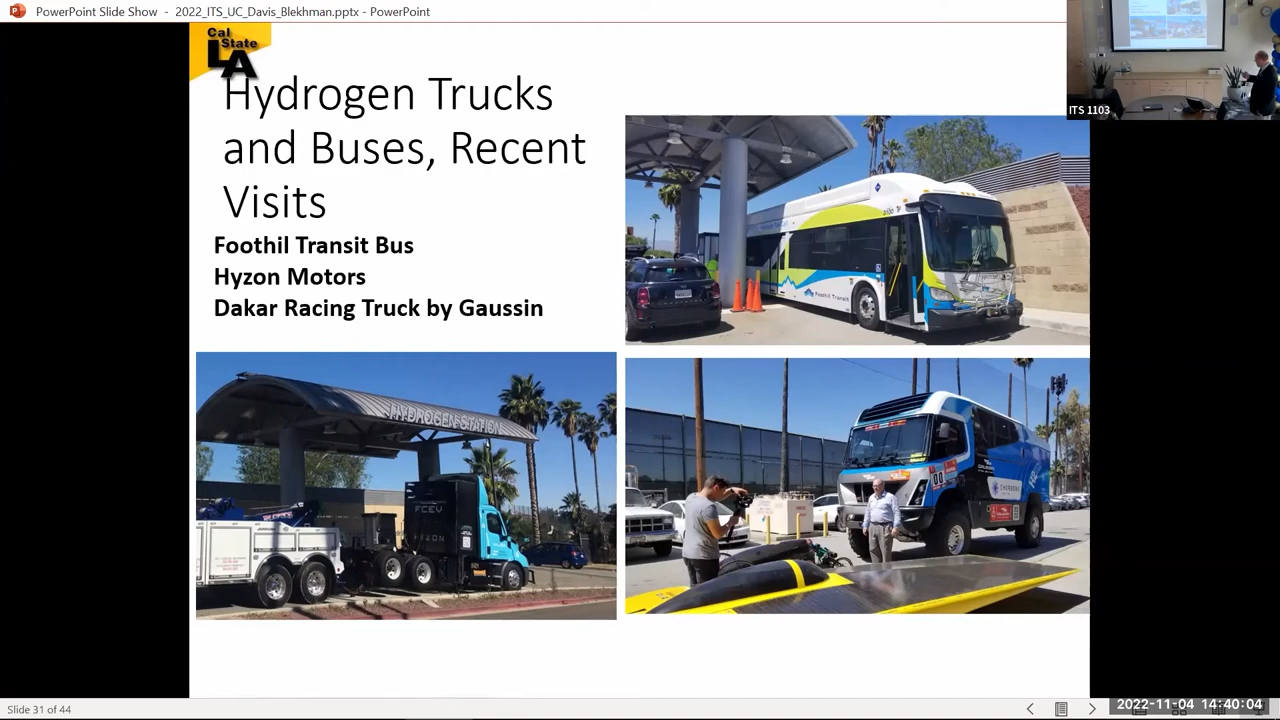 PowerPoint Slide Show - 2022_ITS_UC_Davis_Blekhman.pptx - PowerPoint
Cal
State
LA
ITS 1103
Hydrogen Trucks
and Buses, Recent
Visits
Foothil Transit Bus
Hyzon Motors
Dakar Racing Truck by Gaussin
Foothill Transit
HYDROGEN STATION
FCEV
HYZON
00
Slide 31 of 44
2022-11-04 14:40:04